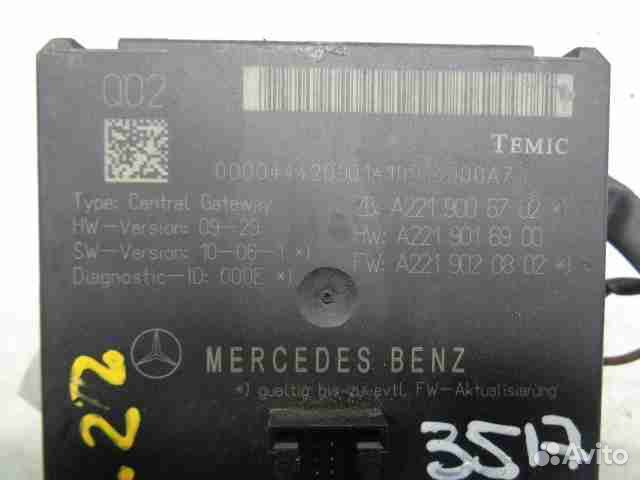 Q02
TEMIC
Type: Central Gateway
HW-Version: 09-29
SW-Version: 10-06-1 *)
Diagnostic-ID: 000E *)
ZB: A221 900 67 02 *)
HW: A221 901 69 00
FW: A221 902 08 02 *)
MERCEDES BENZ
*) gueltig bis zu evtl. FW-Aktualisierung
.22
3517
Avito